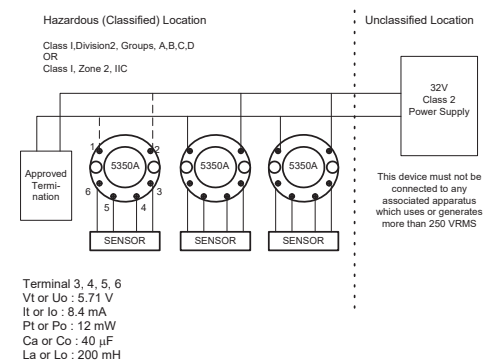 Hazardous (Classified) Location
Unclassified Location
Class I,Division2, Groups, A,B,C,D
OR
Class I, Zone 2, IIC
32V
Class 2
Power Supply
1
2
5350A
5350A
5350A
Approved
Termi-
nation
6
3
5
4
This device must not be
connected to any
associated apparatus
which uses or generates
more than 250 VRMS
SENSOR
SENSOR
SENSOR
Terminal 3, 4, 5, 6
Vt or Uo : 5.71 V
It or Io : 8.4 mA
Pt or Po : 12 mW
Ca or Co : 40 μF
La or Lo : 200 mH